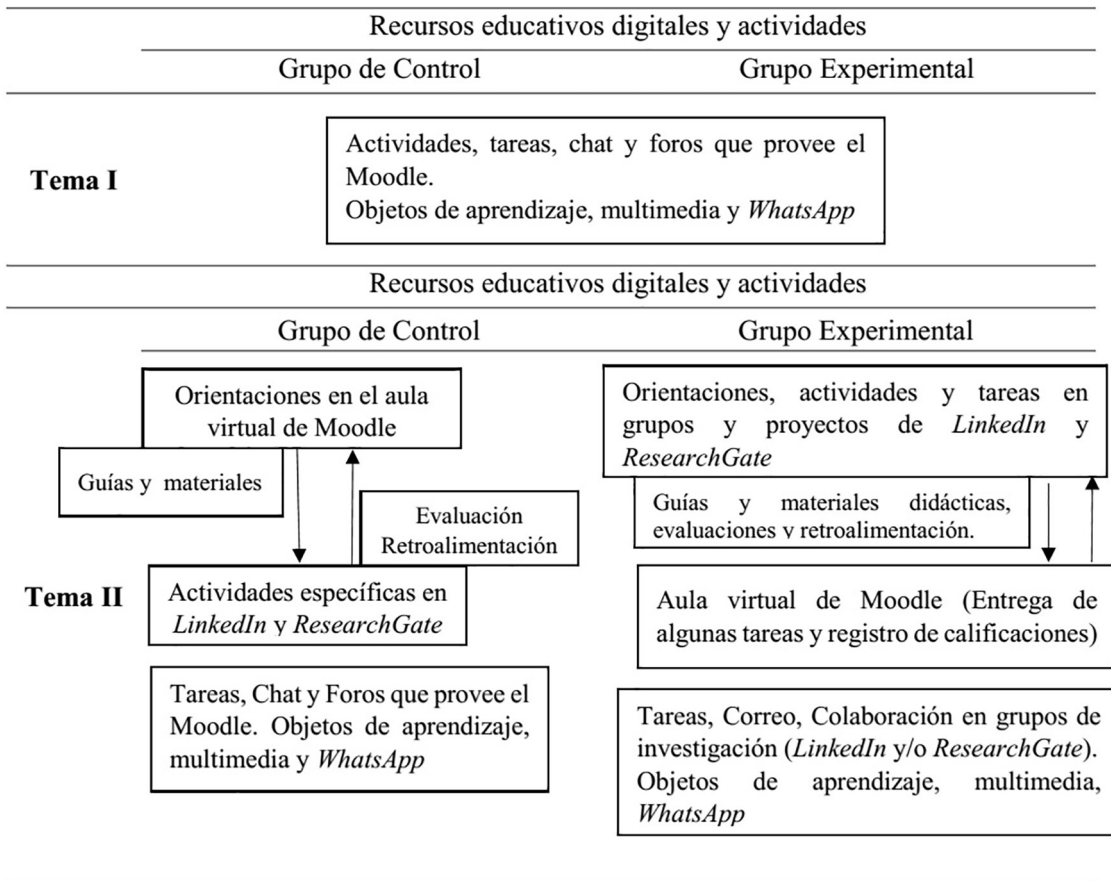 Recursos educativos digitales y actividades
Grupo de Control
Grupo Experimental
Tema I
Actividades, tareas, chat y foros que provee el
Moodle.
Objetos de aprendizaje, multimedia y WhatsApp
Recursos educativos digitales y actividades
Grupo de Control
Grupo Experimental
Tema II
Orientaciones en el aula
virtual de Moodle
Guías y materiales
Evaluación
Retroalimentación
Actividades específicas en
LinkedIn y ResearchGate
Tareas, Chat y Foros que provee el
Moodle. Objetos de aprendizaje,
multimedia y WhatsApp
Orientaciones, actividades y tareas en
grupos y proyectos de LinkedIn y
ResearchGate
Guías y materiales didácticas,
evaluaciones y retroalimentación.
Aula virtual de Moodle (Entrega de
algunas tareas y registro de calificaciones)
Tareas, Correo, Colaboración en grupos de
investigación (LinkedIn y/o ResearchGate).
Objetos de aprendizaje, multimedia,
WhatsApp